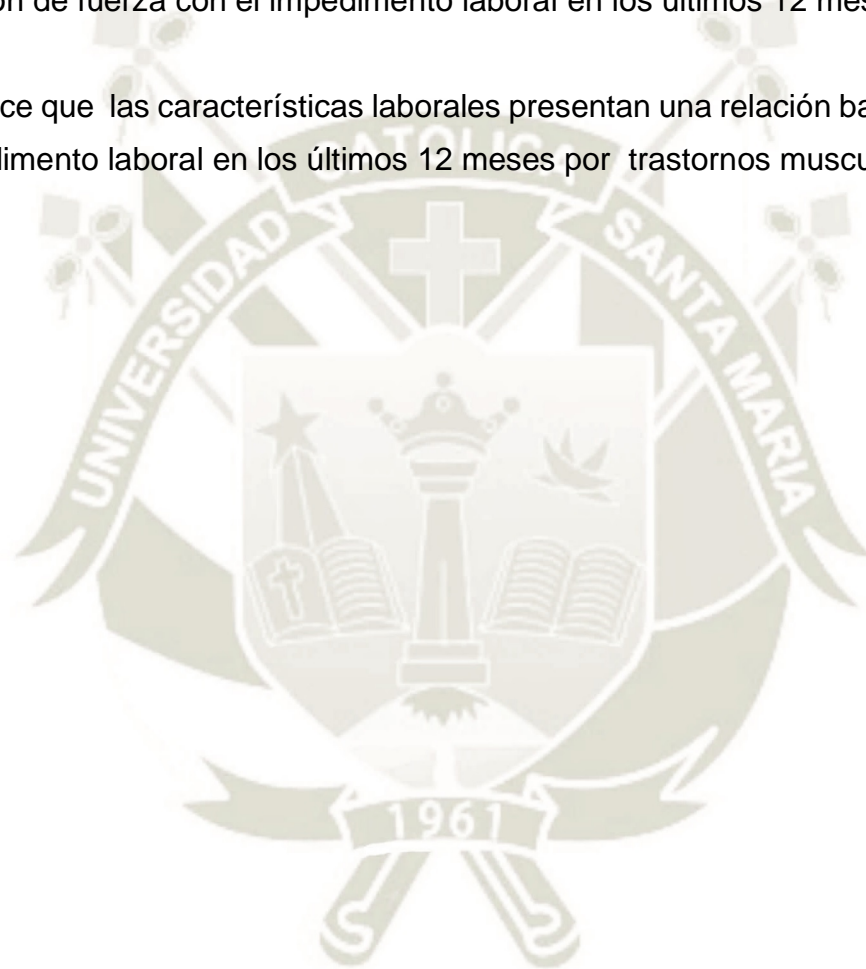 de fuerza con el impedimento laboral en los últimos 12
que las características laborales presentan una relación
laboral en los últimos 12 meses por trastornos
CATOLICA
UNIVERSIDAD SANTA MARIA
1961